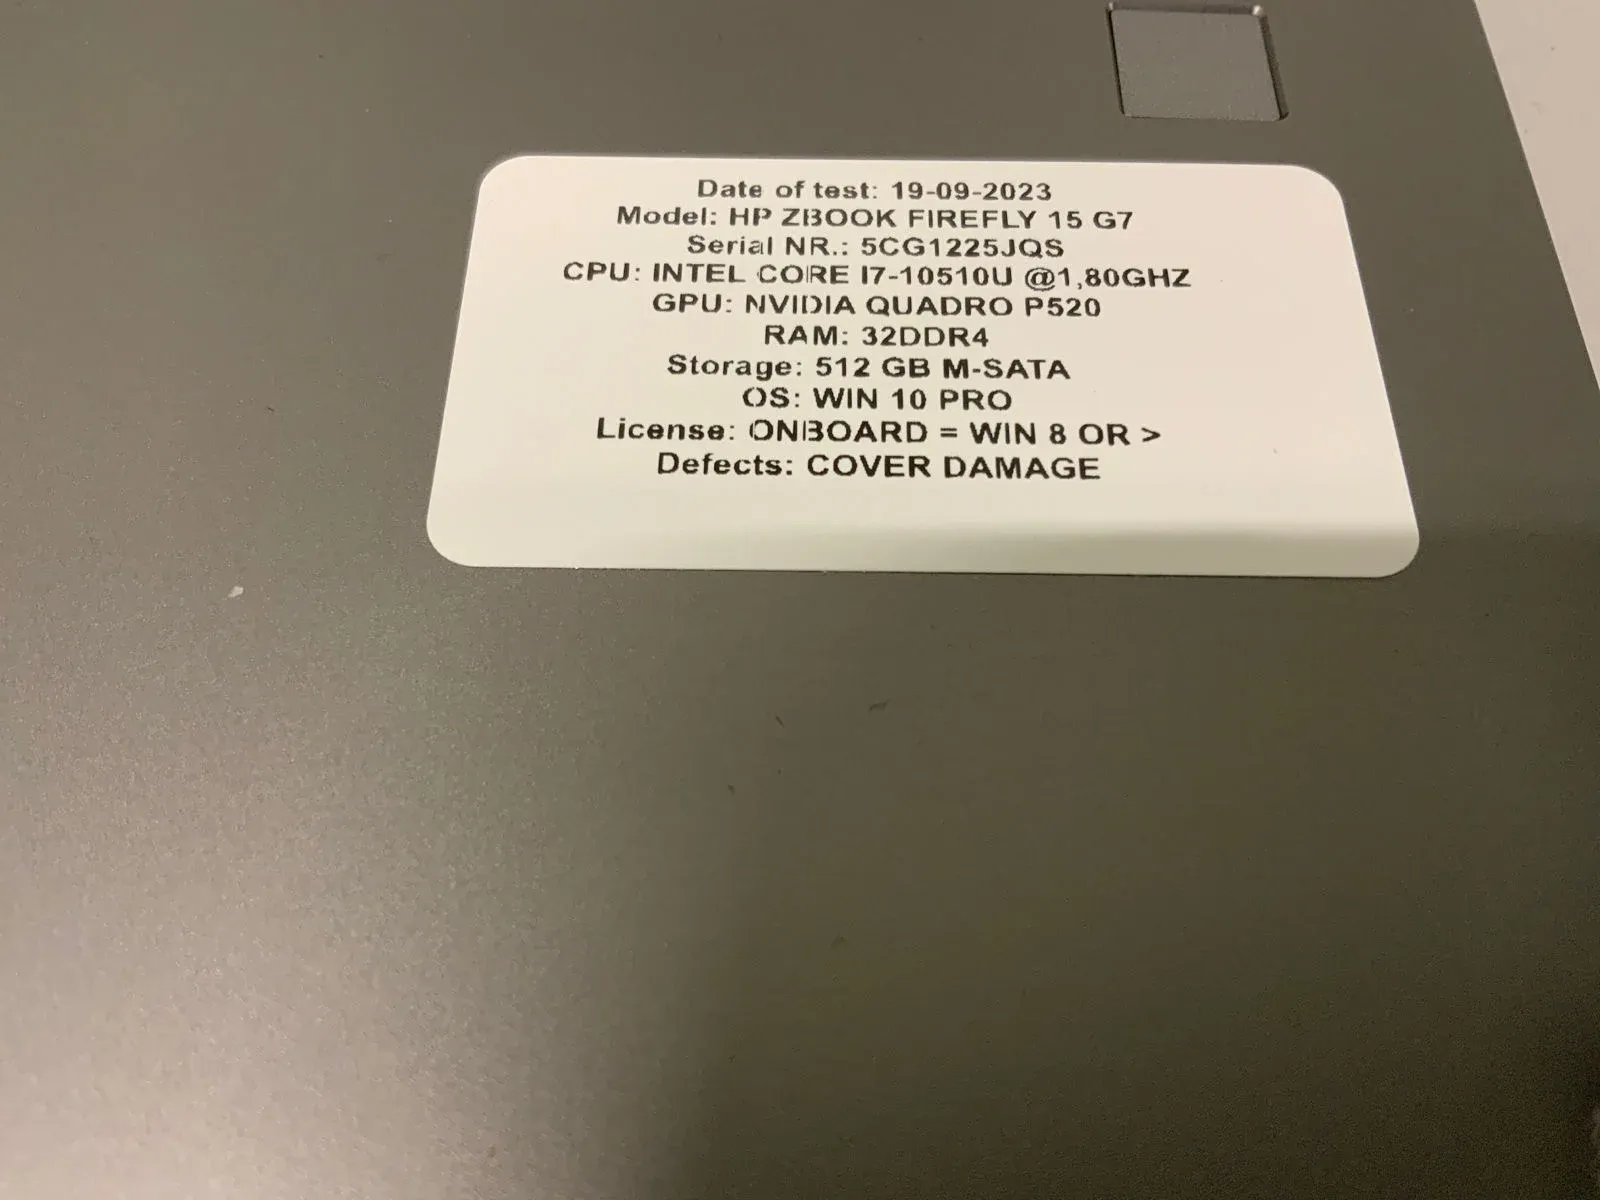 Date of test: 19-09-2023
Model: HP ZBOOK FIREFLY 15 G7
Serial NR.: 5CG1225JQS
CPU: INTEL CORE I7-10510U @1,80GHZ
GPU: NVIDIA QUADRO P520
RAM: 32DDR4
Storage: 512 GB M-SATA
OS: WIN 10 PRO
License: ONBOARD = WIN 8 OR >
Defects: COVER DAMAGE